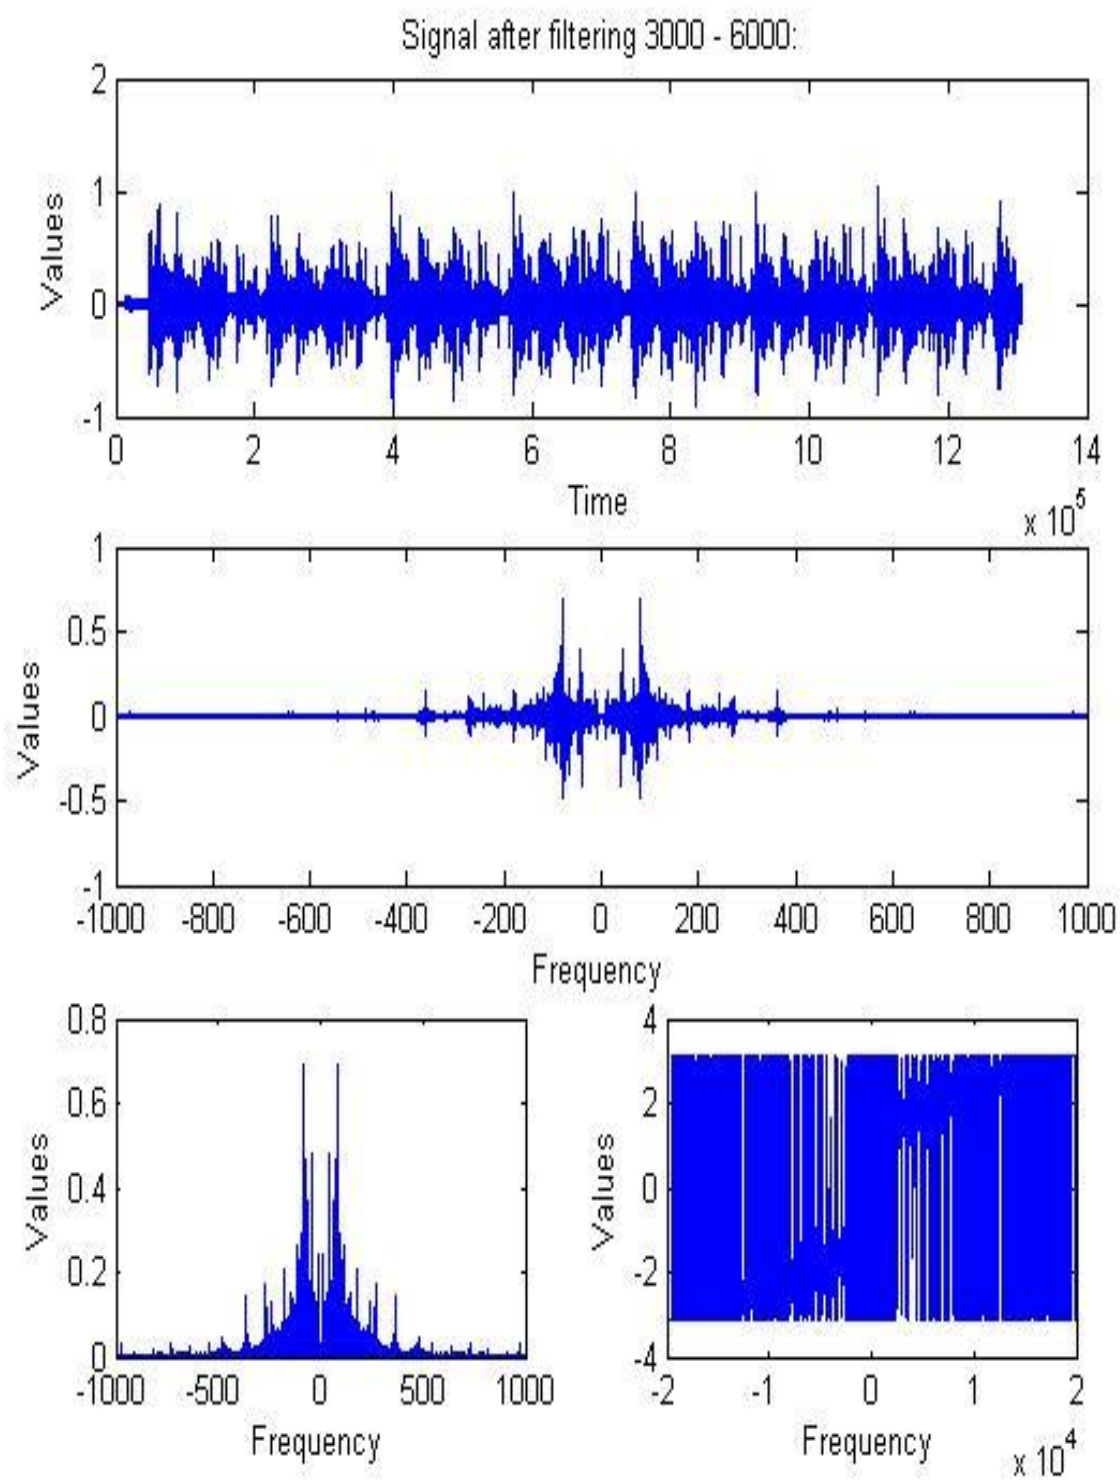 Signal after filtering 3000 - 6000:
2
1
0
-1
Values
0 2 4 6 8 10 12 14
Time
x 10^5
1
0.5
0
-0.5
-1
Values
-1000 -800 -600 -400 -200 0 200 400 600 800 1000
Frequency
0.8
0.6
0.4
0.2
0
Values
-1000 -500 0 500 1000
Frequency
4
2
0
-2
-4
Values
-2 -1 0 1 2
Frequency
x 10^4